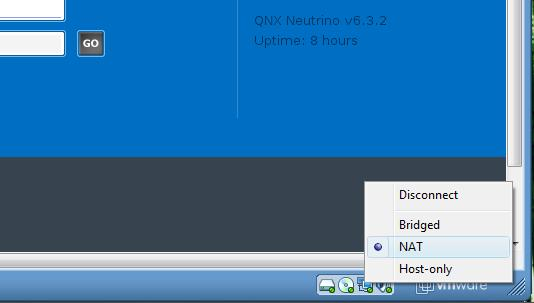 QNX Neutrino v6.3.2
GO
Uptime: 8 hours
Disconnect
Bridged
NAT
Host-only
vmware